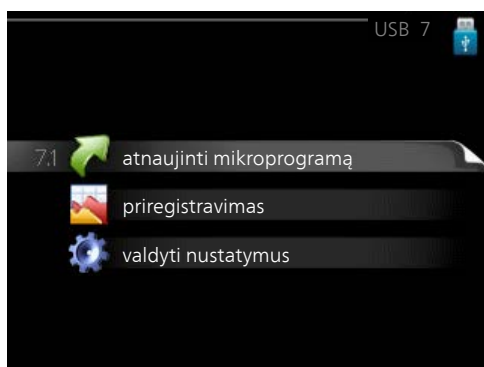 USB 7
7.1 atnaujinti mikroprogramą
priregistravimas
valdyti nustatymus